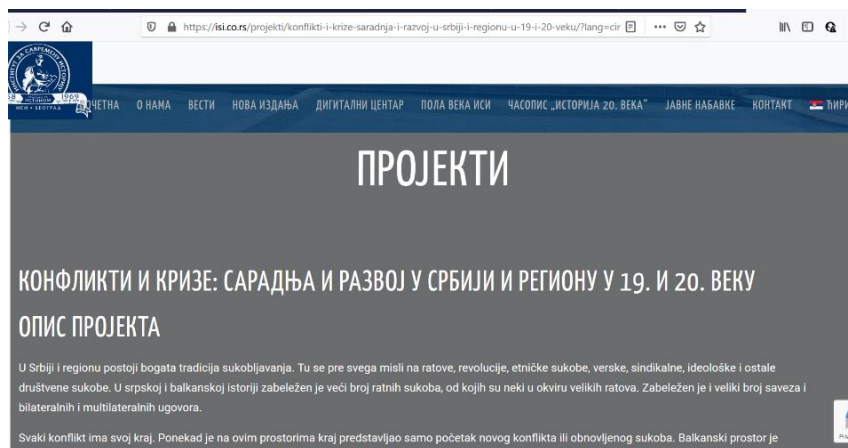 https://isi.co.rs/projekti/konflikti-i-krize-saradnja-i-razvoj-u-srbiji-i-regionu-u-19-i-20-veku/?lang=cir
1969
ИСИ • БЕОГРАД
О НАМА ВЕСТИ НОВА ИЗДАЊА ДИГИТАЛНИ ЦЕНТАР ПОЛА ВЕКА ИСИ ЧАСОПИС „ИСТОРИЈА 20. ВЕКА“ ЈАВНЕ НАБАВКЕ КОНТАКТ ЋИРИ
ПРОЈЕКТИ
КОНФЛИКТИ И КРИЗЕ: САРАДЊА И РАЗВОЈ У СРБИЈИ И РЕГИОНУ У 19. И 20. ВЕКУ
ОПИС ПРОЈЕКТА
U Srbiji i regionu postoji bogata tradicija sukobljavanja. Tu se pre svega misli na ratove, revolucije, etničke sukobe, verske, sindikalne, ideološke i ostale
društvene sukobe. U srpskoj i balkanskoj istoriji zabeležen je veći broj ratnih sukoba, od kojih su neki u okviru velikih ratova. Zabeležen je i veliki broj saveza i
bilateralnih i multilateralnih ugovora.
Svaki konflikt ima svoj kraj. Ponekad je na ovim prostorima kraj predstavljao samo početak novog konflikta ili obnovljenog sukoba. Balkanski prostor je